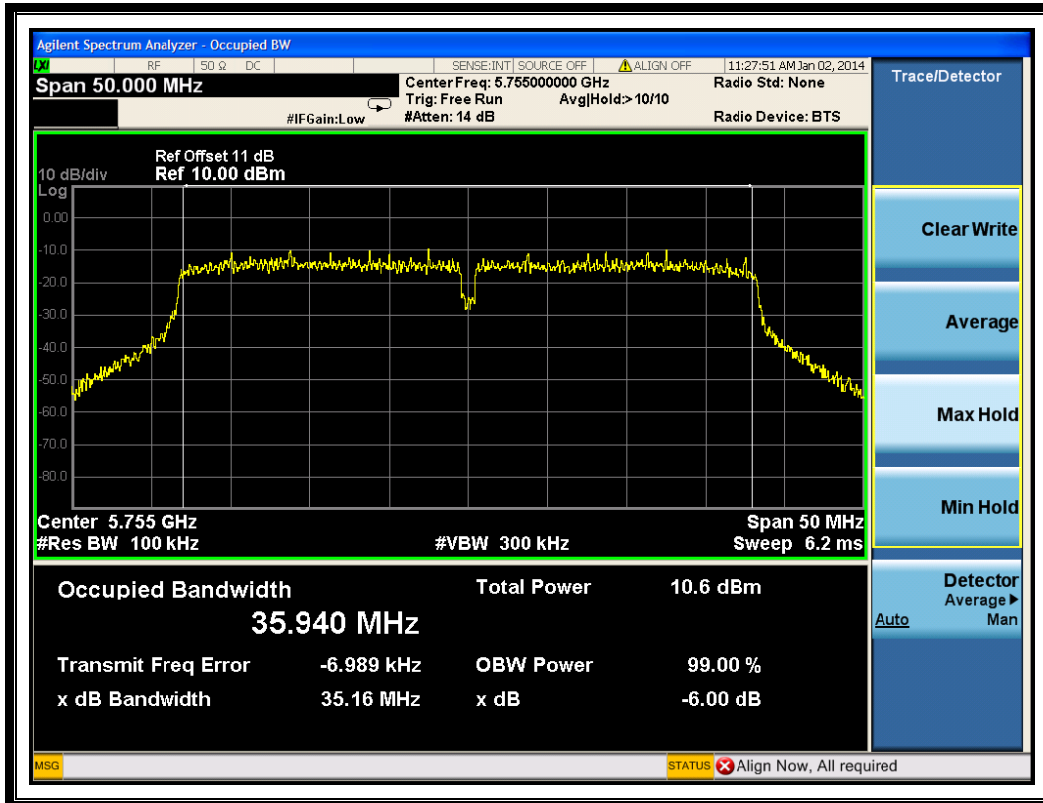 Agilent Spectrum Analyzer - Occupied BW
LXI RF 50 Ω DC SENSE:INT SOURCE OFF ALIGN OFF 11:27:51 AM Jan 02, 2014
Span 50.000 MHz
Center Freq: 5.755000000 GHz
Radio Std: None
Trig: Free Run Avg|Hold:> 10/10
#IFGain:Low #Atten: 14 dB Radio Device: BTS
Trace/Detector
Ref Offset 11 dB
10 dB/div Ref 10.00 dBm
Log
0.00
-10.0
-20.0
-30.0
-40.0
-50.0
-60.0
-70.0
-80.0
Center 5.755 GHz Span 50 MHz
#Res BW 100 kHz #VBW 300 kHz Sweep 6.2 ms
Occupied Bandwidth Total Power 10.6 dBm
35.940 MHz
Transmit Freq Error -6.989 kHz OBW Power 99.00 %
x dB Bandwidth 35.16 MHz x dB -6.00 dB
Clear Write
Average
Max Hold
Min Hold
Detector
Average▶
Auto Man
MSG STATUS Align Now, All required